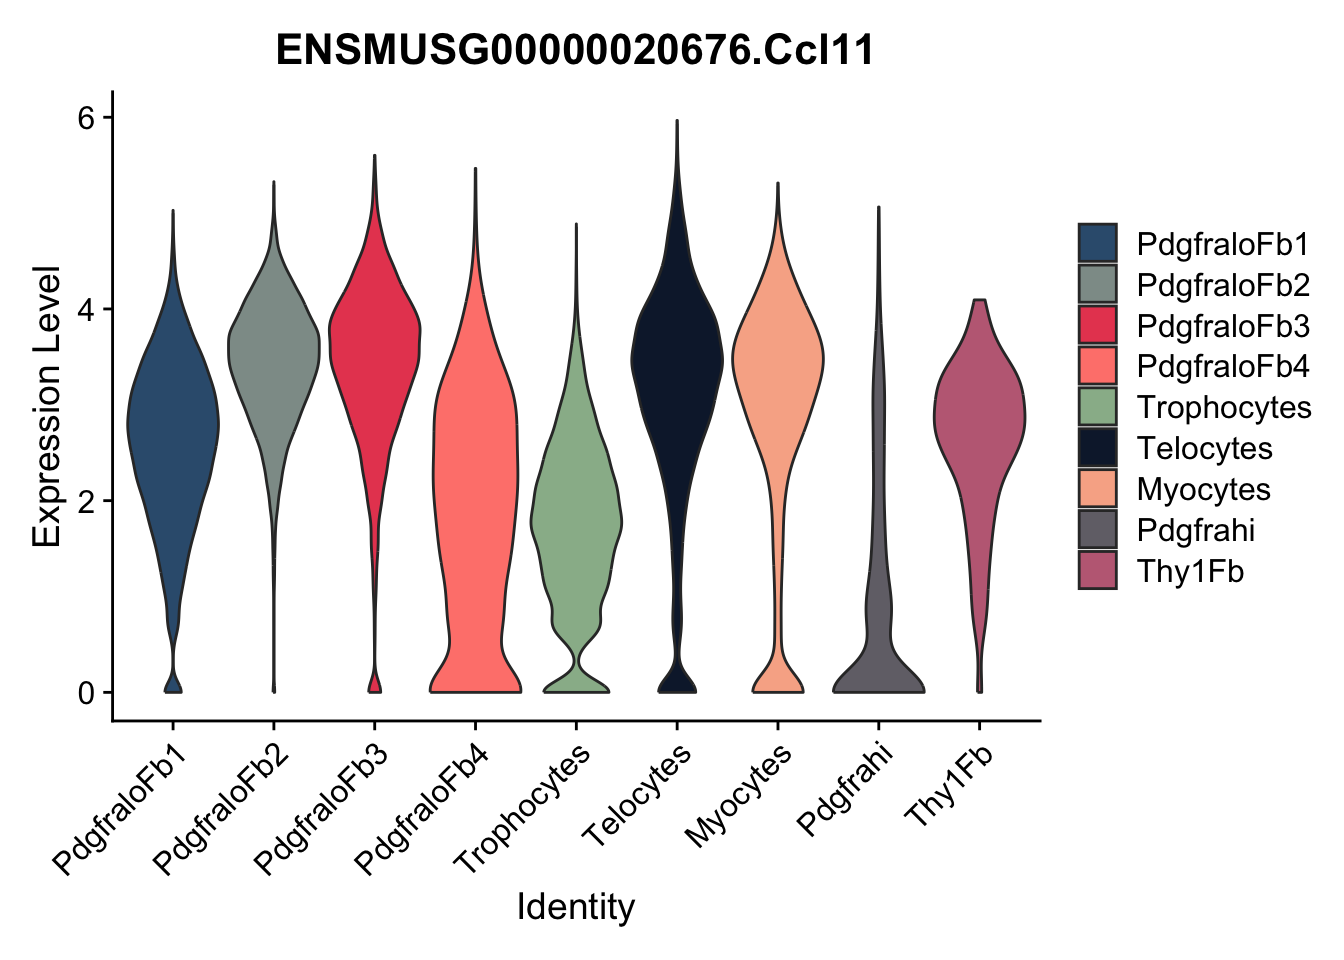 ENSMUSG00000020676.Ccl11
Expression Level
6
4
2
0
PdgfraloFb1
PdgfraloFb2
PdgfraloFb3
PdgfraloFb4
Trophocytes
Telocytes
Myocytes
Pdgfrahi
Thy1Fb
Identity
PdgfraloFb1
PdgfraloFb2
PdgfraloFb3
PdgfraloFb4
Trophocytes
Telocytes
Myocytes
Pdgfrahi
Thy1Fb